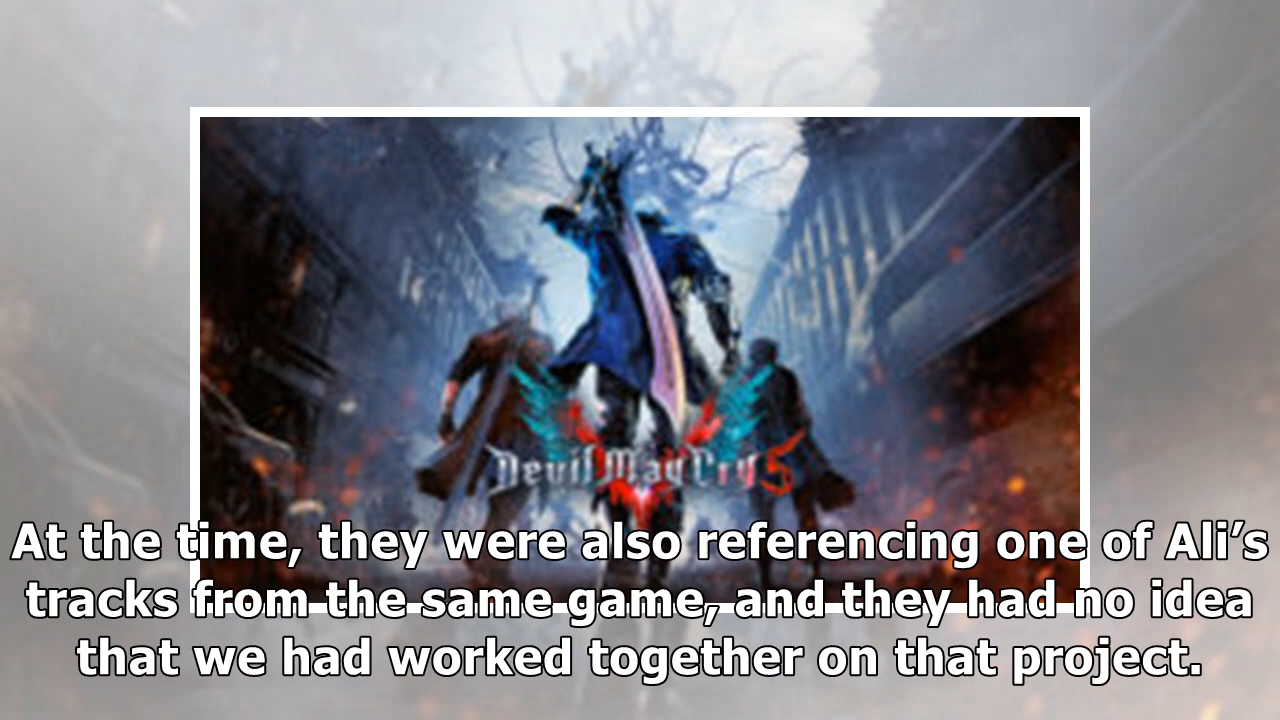 Devil May Cry 5
At the time, they were also referencing one of Ali’s
tracks from the same game, and they had no idea
that we had worked together on that project.